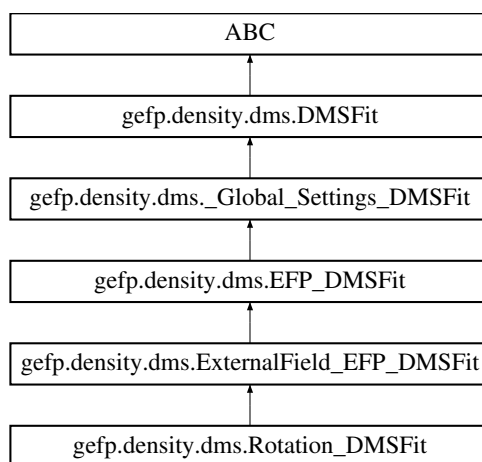 ABC
gefp.density.dms.DMSFit
gefp.density.dms._Global_Settings_DMSFit
gefp.density.dms.EFP_DMSFit
gefp.density.dms.ExternalField_EFP_DMSFit
gefp.density.dms.Rotation_DMSFit